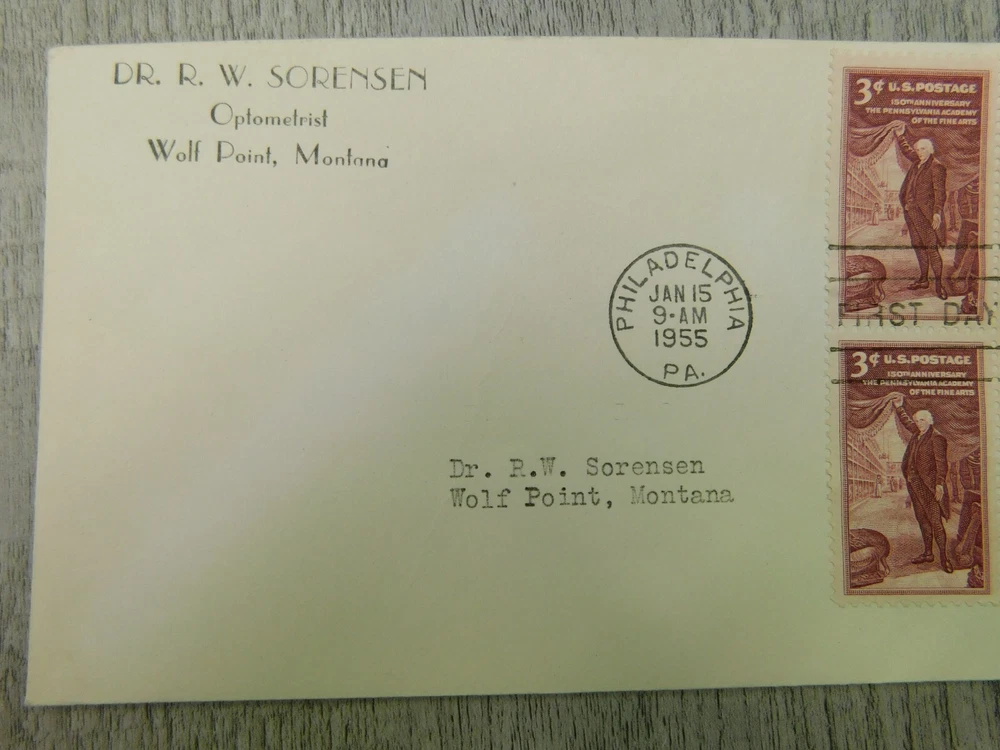 DR. R. W. SORENSEN
Optometrist
Wolf Point, Montana
3¢ U.S. POSTAGE
150TH ANNIVERSARY
THE PENNSYLVANIA ACADEMY
OF THE FINE ARTS
PHILADELPHIA
JAN 15
9-AM
1955
PA.
FIRST DAY
3¢ U.S. POSTAGE
150TH ANNIVERSARY
THE PENNSYLVANIA ACADEMY
OF THE FINE ARTS
Dr. R.W. Sorensen
Wolf Point, Montana